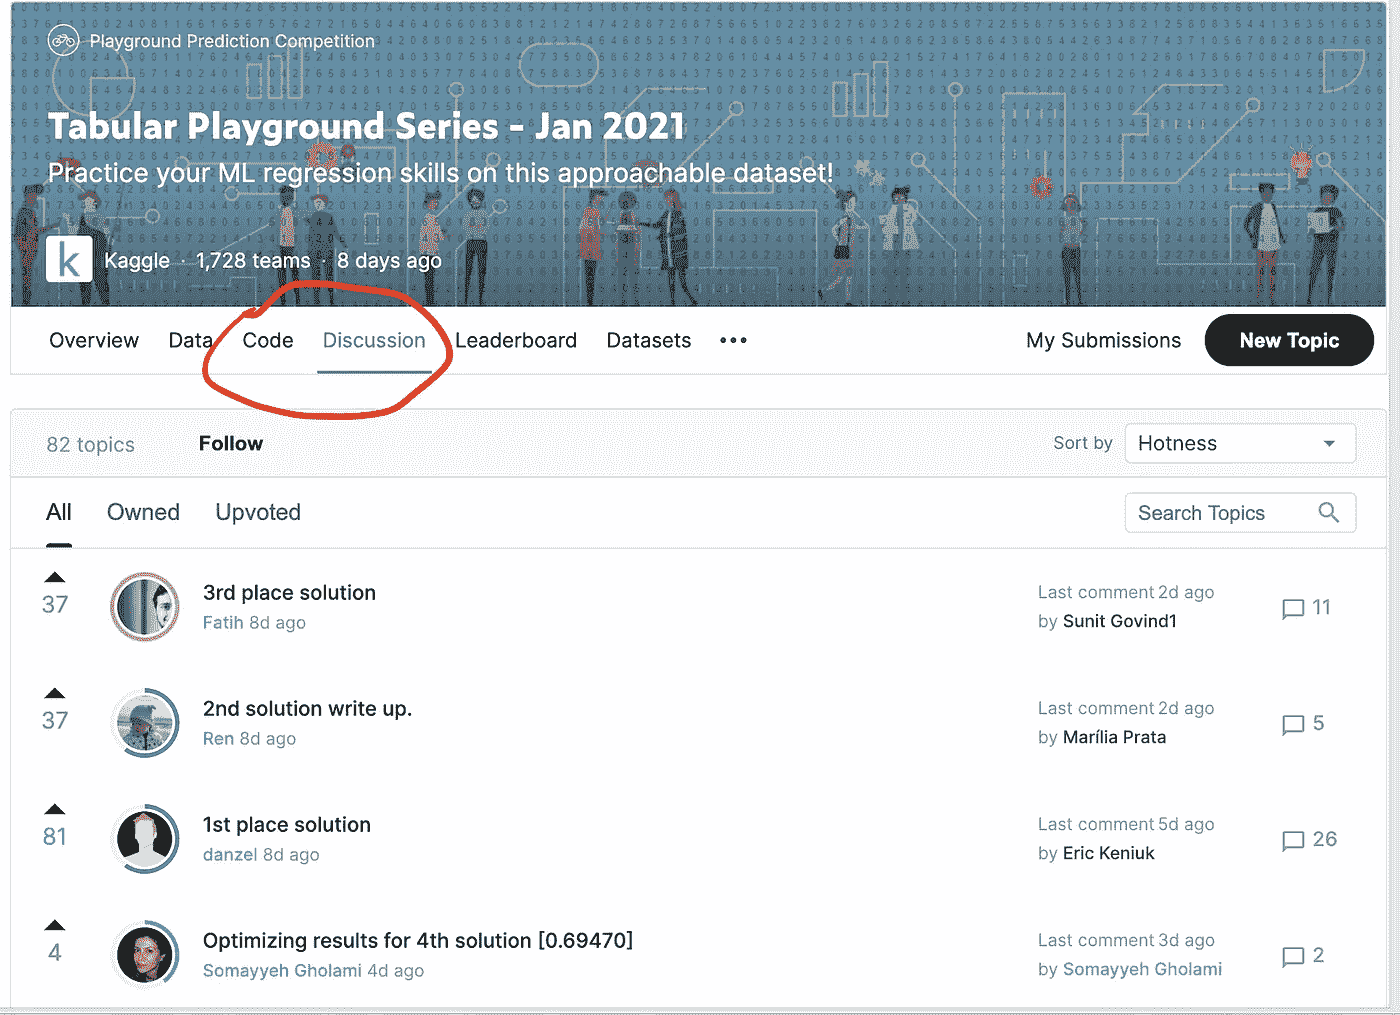 Playground Prediction Competition
Tabular Playground Series - Jan 2021
Practice your ML regression skills on this approachable dataset!
k
Kaggle · 1,728 teams · 8 days ago
Overview Data Code Discussion Leaderboard Datasets ••• My Submissions New Topic
82 topics Follow Sort by Hotness
All Owned Upvoted Search Topics
37 3rd place solution Last comment 2d ago 11
Fatih 8d ago by Sunit Govind1
37 2nd solution write up. Last comment 2d ago 5
Ren 8d ago by Marília Prata
81 1st place solution Last comment 5d ago 26
danzel 8d ago by Eric Keniuk
4 Optimizing results for 4th solution [0.69470] Last comment 3d ago 2
Somayyeh Gholami 4d ago by Somayyeh Gholami